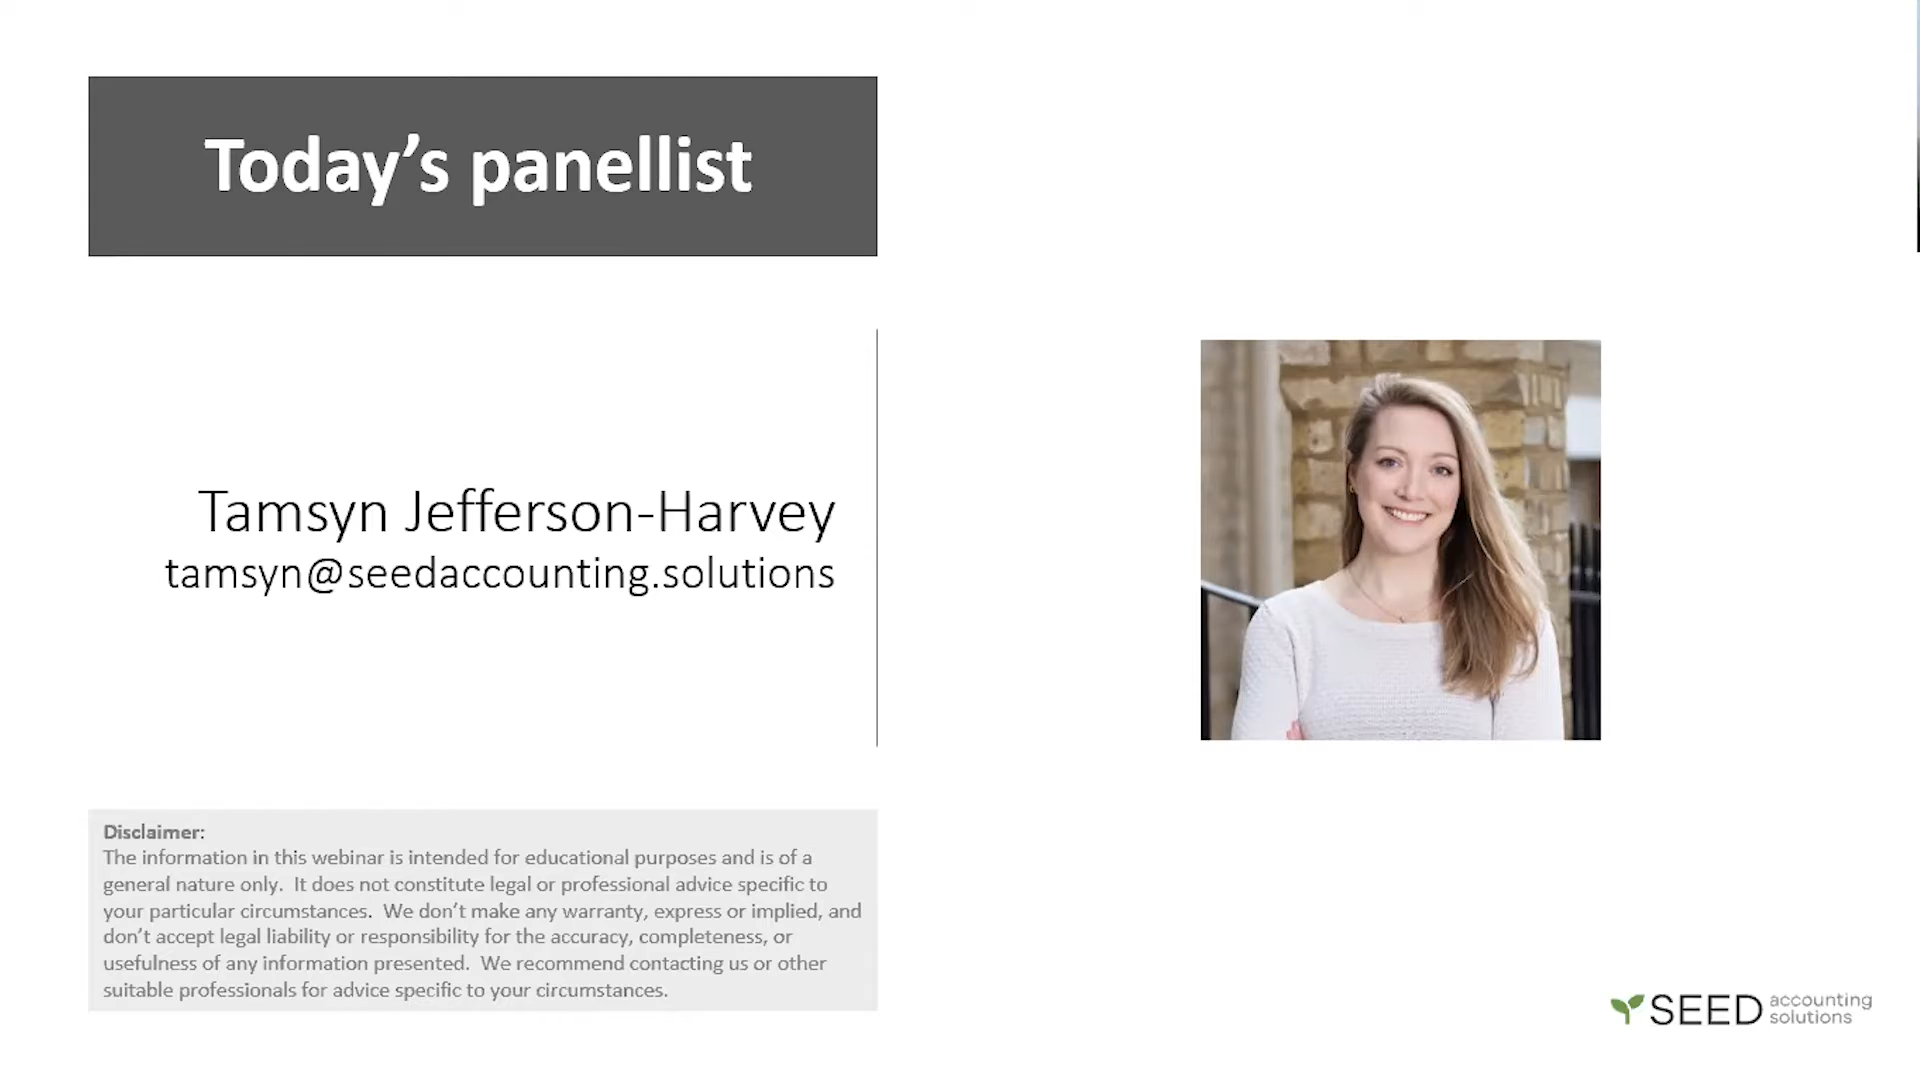 Today’s panellist
Tamsyn Jefferson-Harvey
tamsyn@seedaccounting.solutions
Disclaimer:
The information in this webinar is intended for educational purposes and is of a
general nature only.  It does not constitute legal or professional advice specific to
your particular circumstances.  We don’t make any warranty, express or implied, and
don’t accept legal liability or responsibility for the accuracy, completeness, or
usefulness of any information presented.  We recommend contacting us or other
suitable professionals for advice specific to your circumstances.
SEED accounting
solutions